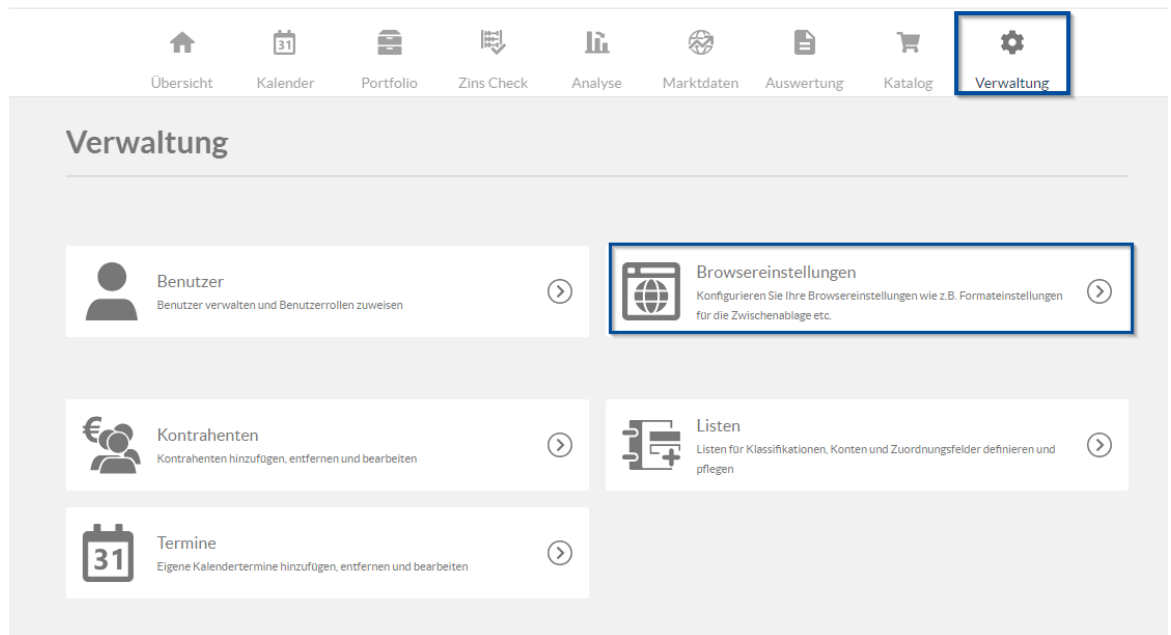 31
Übersicht
Kalender
Portfolio
Zins Check
Analyse
Marktdaten
Auswertung
Katalog
Verwaltung
Verwaltung
Benutzer
Benutzer verwalten und Benutzerrollen zuweisen
Browsereinstellungen
Konfigurieren Sie Ihre Browsereinstellungen wie z.B. Formateinstellungen
für die Zwischenablage etc.
€
Kontrahenten
Kontrahenten hinzufügen, entfernen und bearbeiten
Listen
Listen für Klassifikationen, Konten und Zuordnungsfelder definieren und
pflegen
31
Termine
Eigene Kalendertermine hinzufügen, entfernen und bearbeiten